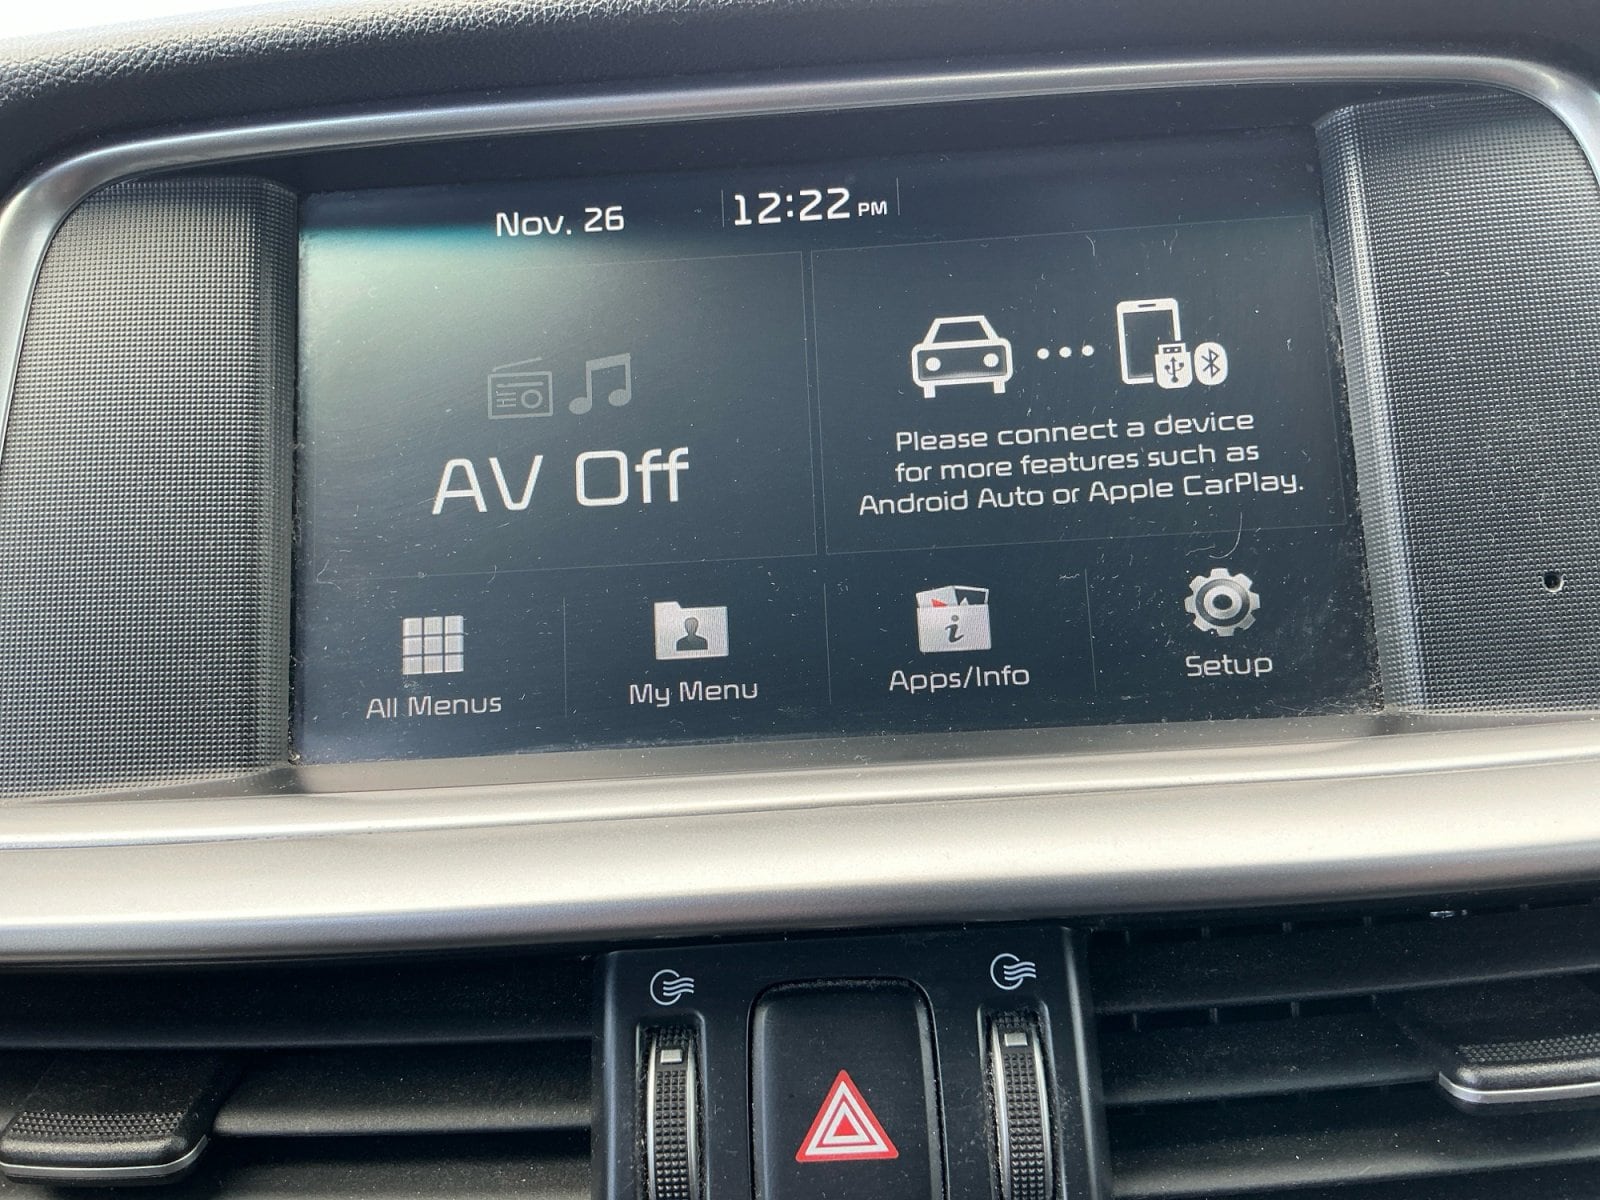 Nov. 26
12:22 PM
AV Off
Please connect a device
for more features such as
Android Auto or Apple CarPlay.
All Menus
My Menu
Apps/Info
Setup